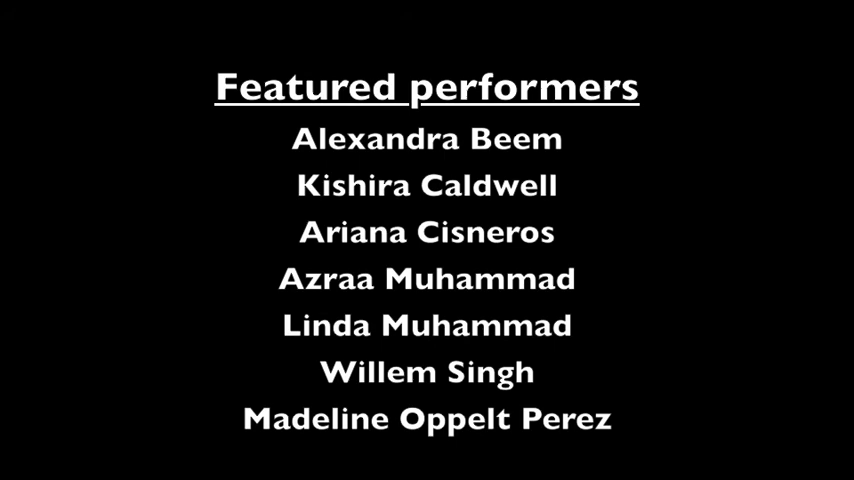 Featured performers
Alexandra Beem
Kishira Caldwell
Ariana Cisneros
Azraa Muhammad
Linda Muhammad
Willem Singh
Madeline Oppelt Perez